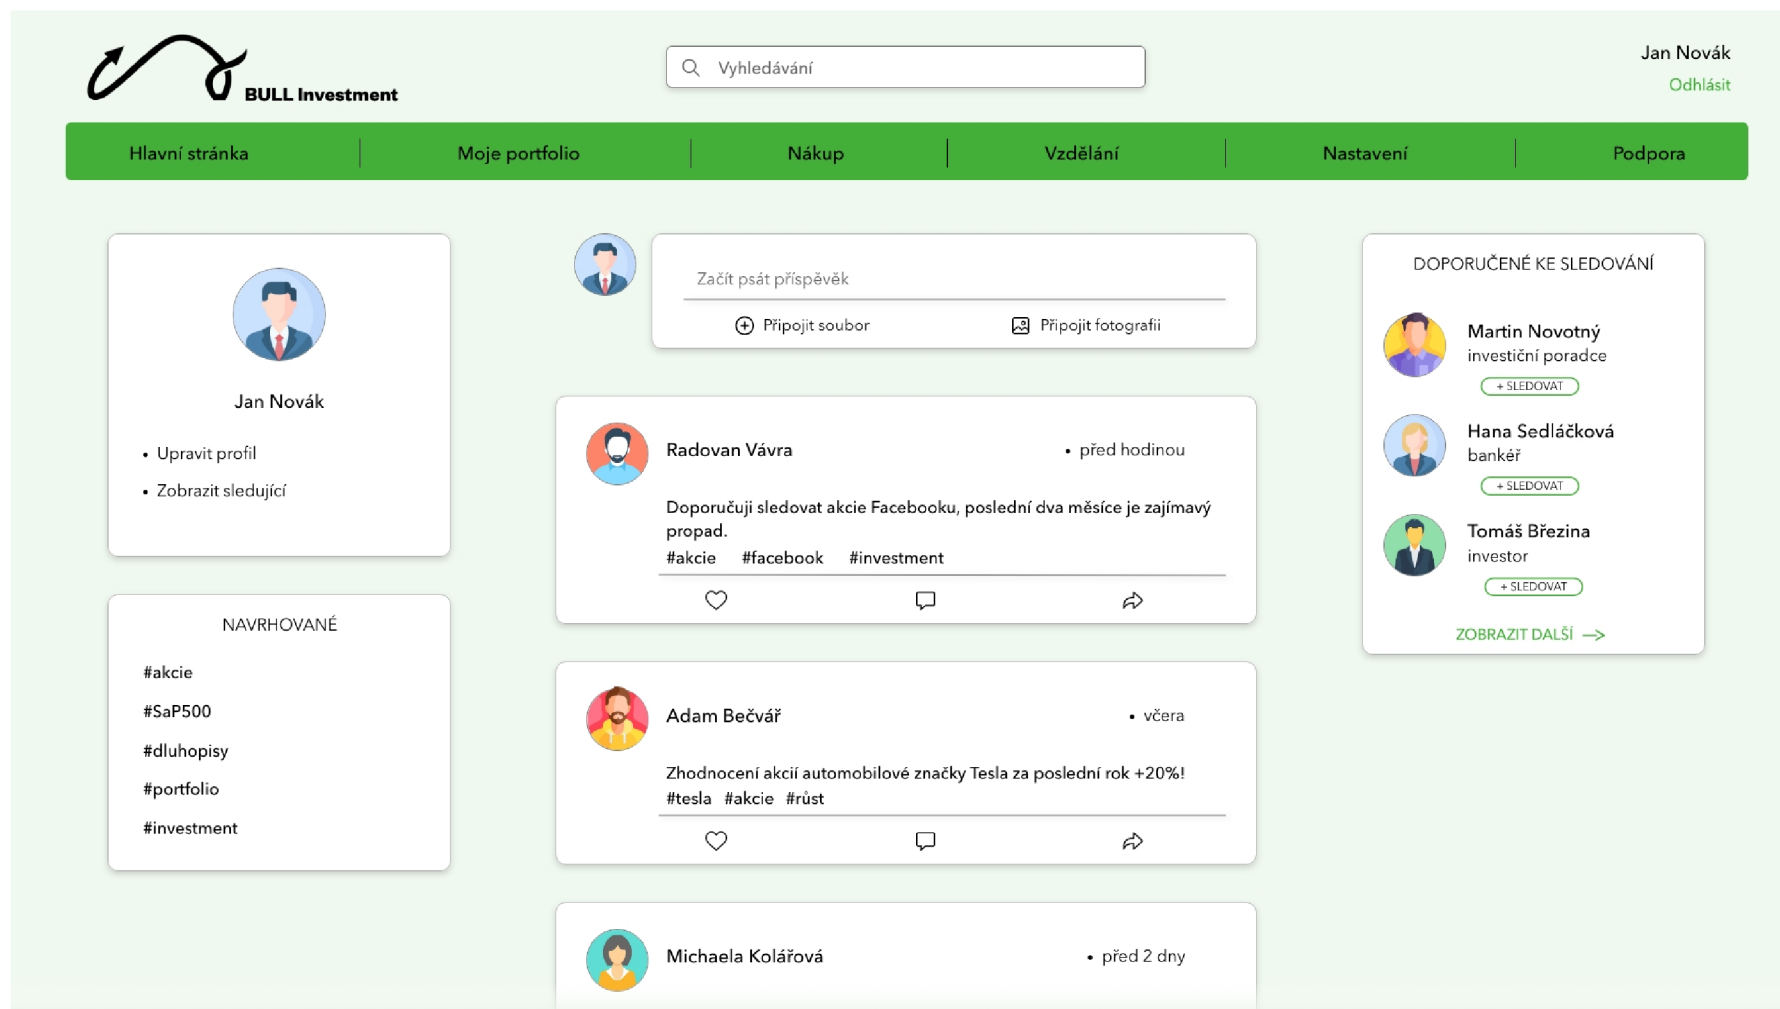 BULL Investment
Vyhledávání
Jan Novák
Odhlásit
Hlavní stránka
Moje portfolio
Nákup
Vzdělání
Nastavení
Podpora
Jan Novák
• Upravit profil
• Zobrazit sledující
NAVRHOVANÉ
#akcie
#SaP500
#dluhopisy
#portfolio
#investment
Začít psát příspěvěk
Připojit soubor
Připojit fotografii
Radovan Vávra
• před hodinou
Doporučuji sledovat akcie Facebooku, poslední dva měsíce je zajímavý
propad.
#akcie #facebook #investment
Adam Bečvář
• včera
Zhodnocení akcií automobilové značky Tesla za poslední rok +20%!
#tesla #akcie #růst
Michaela Kolářová
• před 2 dny
DOPORUČENÉ KE SLEDOVÁNÍ
Martin Novotný
investiční poradce
+ SLEDOVAT
Hana Sedláčková
bankéř
+ SLEDOVAT
Tomáš Březina
investor
+ SLEDOVAT
ZOBRAZIT DALŠÍ